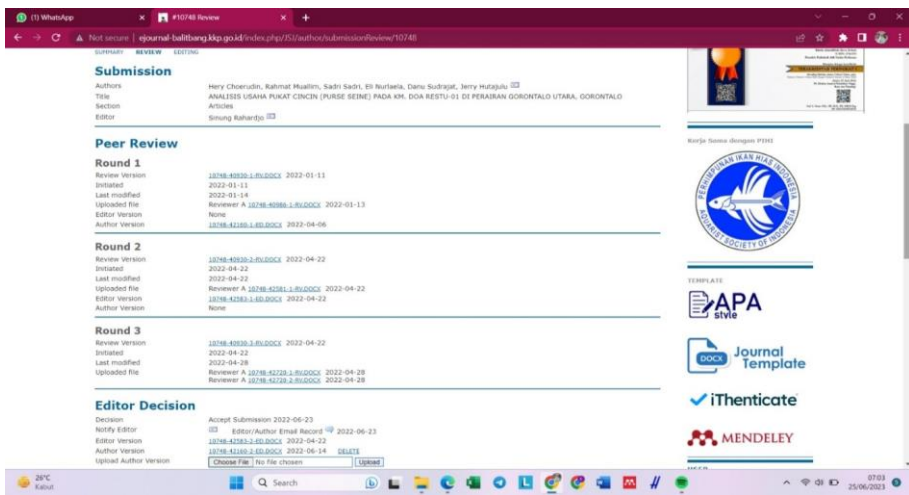 (1) WhatsApp
#10748 Review
Not secure | ejournal-balitbang.kkp.go.id/index.php/JSJ/author/submissionReview/10748
SUMMARY REVIEW EDITING
Submission
Authors Hery Choerudin, Rahmat Muallim, Sadri Sadri, Eli Nurlaela, Danu Sudrajat, Jerry Hutajulu
Title ANALISIS USAHA PUKAT CINCIN (PURSE SEINE) PADA KM. DOA RESTU-01 DI PERAIRAN GORONTALO UTARA, GORONTALO
Section Articles
Editor Sinung Rahardjo
Peer Review
Round 1
Review Version 10748-40930-1-RV.DOCX 2022-01-11
Initiated 2022-01-11
Last modified 2022-01-14
Uploaded file Reviewer A 10748-40986-1-RV.DOCX 2022-01-13
Editor Version None
Author Version 10748-42160-1-ED.DOCX 2022-04-06
Round 2
Review Version 10748-40930-2-RV.DOCX 2022-04-22
Initiated 2022-04-22
Last modified 2022-04-22
Uploaded file Reviewer A 10748-42581-1-RV.DOCX 2022-04-22
Editor Version 10748-42583-1-ED.DOCX 2022-04-22
Author Version None
Round 3
Review Version 10748-40930-3-RV.DOCX 2022-04-22
Initiated 2022-04-22
Last modified 2022-04-28
Uploaded file Reviewer A 10748-42720-1-RV.DOCX 2022-04-28
Reviewer A 10748-42720-2-RV.DOCX 2022-04-28
Editor Decision
Decision Accept Submission 2022-06-23
Notify Editor Editor/Author Email Record 2022-06-23
Editor Version 10748-42583-2-ED.DOCX 2022-04-22
Author Version 10748-42160-2-ED.DOCX 2022-06-14 DELETE
Upload Author Version Choose File No file chosen Upload
Kerja Sama dengan PIHI
PERHIMPUNAN IKAN HIAS INDONESIA
AQUARIST SOCIETY OF INDONESIA
TEMPLATE
APA
style
DOCX Journal
Template
iThenticate
MENDELEY
USER
26°C
Kabut
Search
07:03
25/06/2023